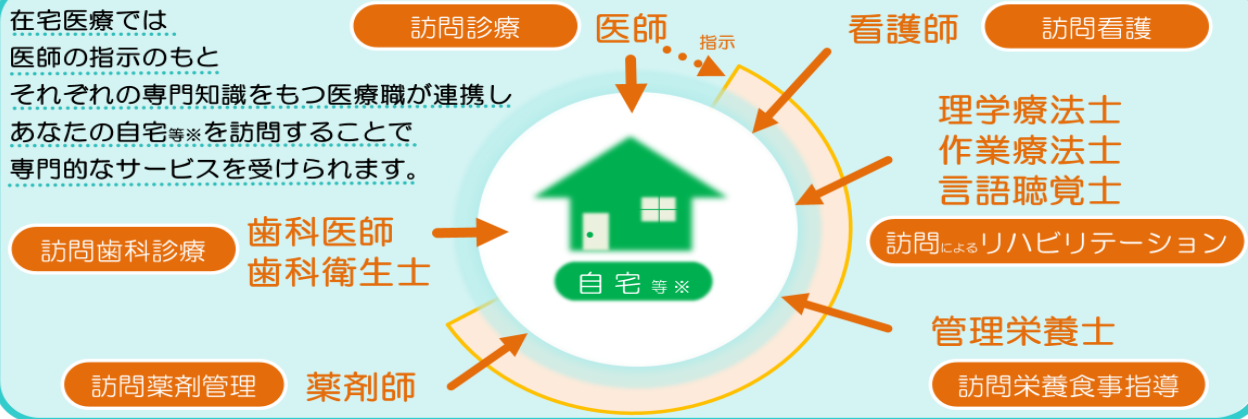 在宅医療では
医師の指示のもと
それぞれの専門知識をもつ医療職が連携し
あなたの自宅等※を訪問することで
専門的なサービスを受けられます。
訪問診療
医師
指示
看護師
訪問看護
理学療法士
作業療法士
言語聴覚士
訪問によるリハビリテーション
歯科医師
歯科衛生士
訪問歯科診療
自宅等※
管理栄養士
訪問栄養食事指導
訪問薬剤管理
薬剤師